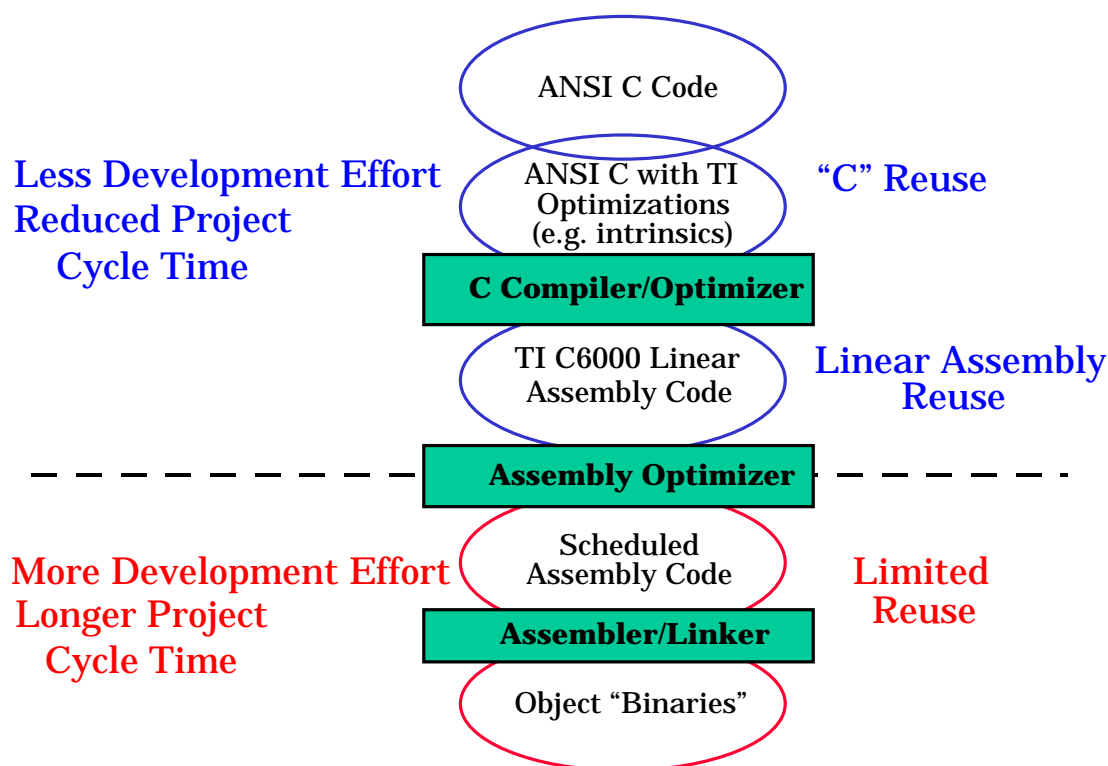 ANSI C Code
Less Development Effort
Reduced Project
Cycle Time
ANSI C with TI
Optimizations
(e.g. intrinsics)
“C” Reuse
C Compiler/Optimizer
TI C6000 Linear
Assembly Code
Linear Assembly
Reuse
Assembly Optimizer
More Development Effort
Longer Project
Cycle Time
Scheduled
Assembly Code
Limited
Reuse
Assembler/Linker
Object “Binaries”